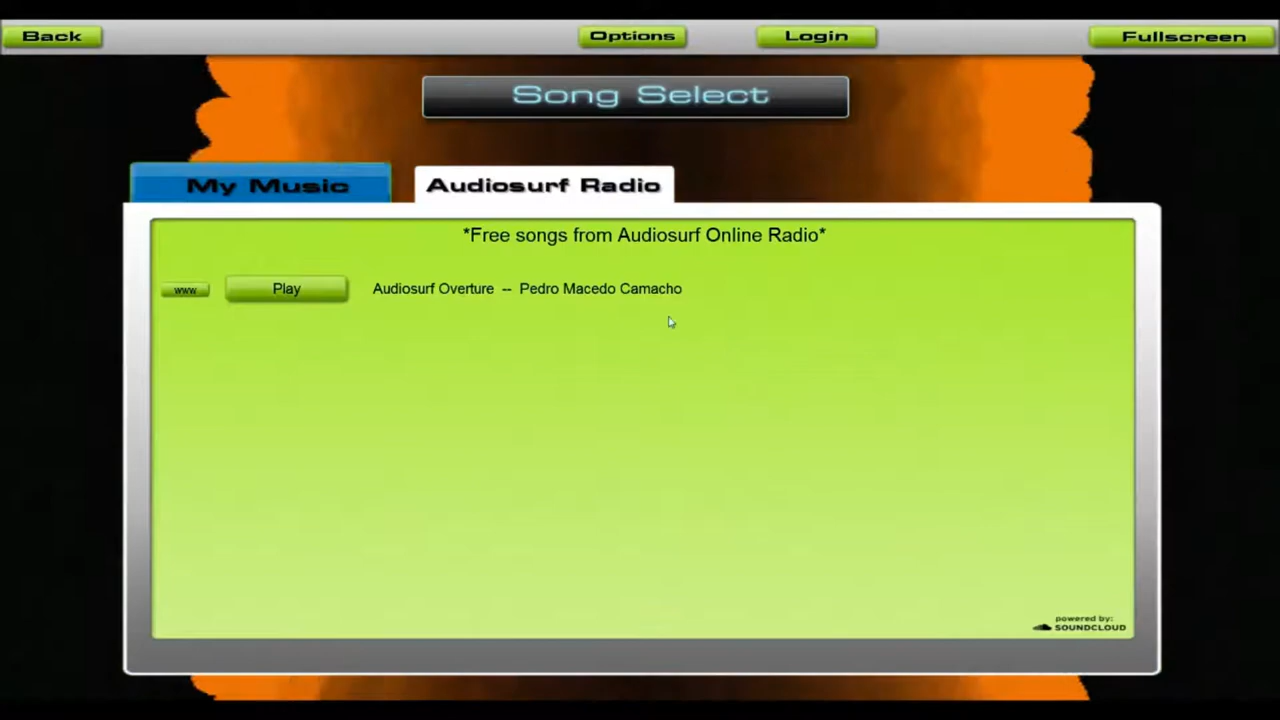 Back
Options
Login
Fullscreen
Song Select
My Music
Audiosurf Radio
*Free songs from Audiosurf Online Radio*
www
Play
Audiosurf Overture -- Pedro Macedo Camacho
powered by:
SOUNDCLOUD